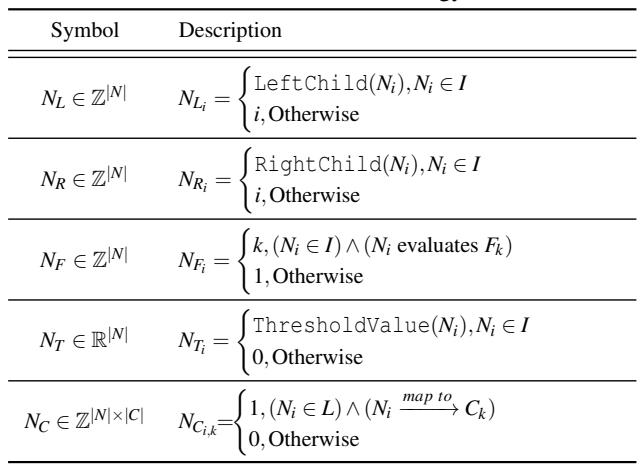 Symbol Description
N_L ∈ ℤ^{|N|} N_{L_i} = { LeftChild(N_i), N_i ∈ I
i, Otherwise
N_R ∈ ℤ^{|N|} N_{R_i} = { RightChild(N_i), N_i ∈ I
i, Otherwise
N_F ∈ ℤ^{|N|} N_{F_i} = { k, (N_i ∈ I) ∧ (N_i evaluates F_k)
1, Otherwise
N_T ∈ ℝ^{|N|} N_{T_i} = { ThresholdValue(N_i), N_i ∈ I
0, Otherwise
N_C ∈ ℤ^{|N|×|C|} N_{C_{i,k}} = { 1, (N_i ∈ L) ∧ (N_i \xrightarrow{map to} C_k)
0, Otherwise